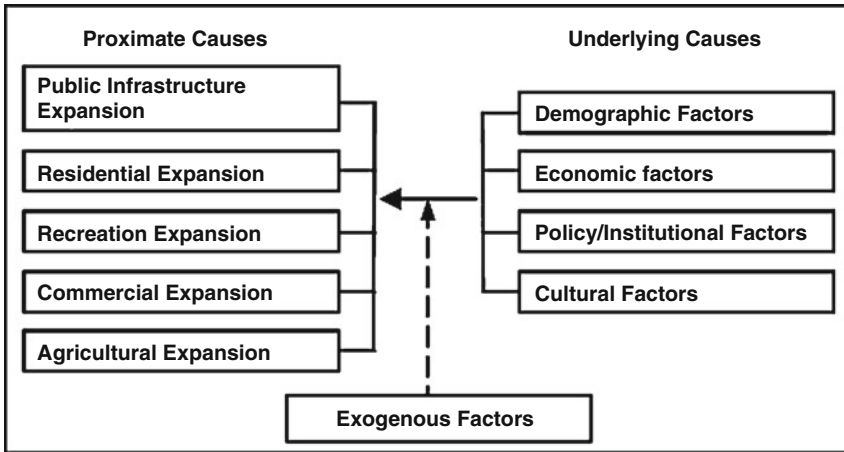 Proximate Causes
Public Infrastructure
Expansion
Residential Expansion
Recreation Expansion
Commercial Expansion
Agricultural Expansion
Underlying Causes
Demographic Factors
Economic factors
Policy/Institutional Factors
Cultural Factors
Exogenous Factors